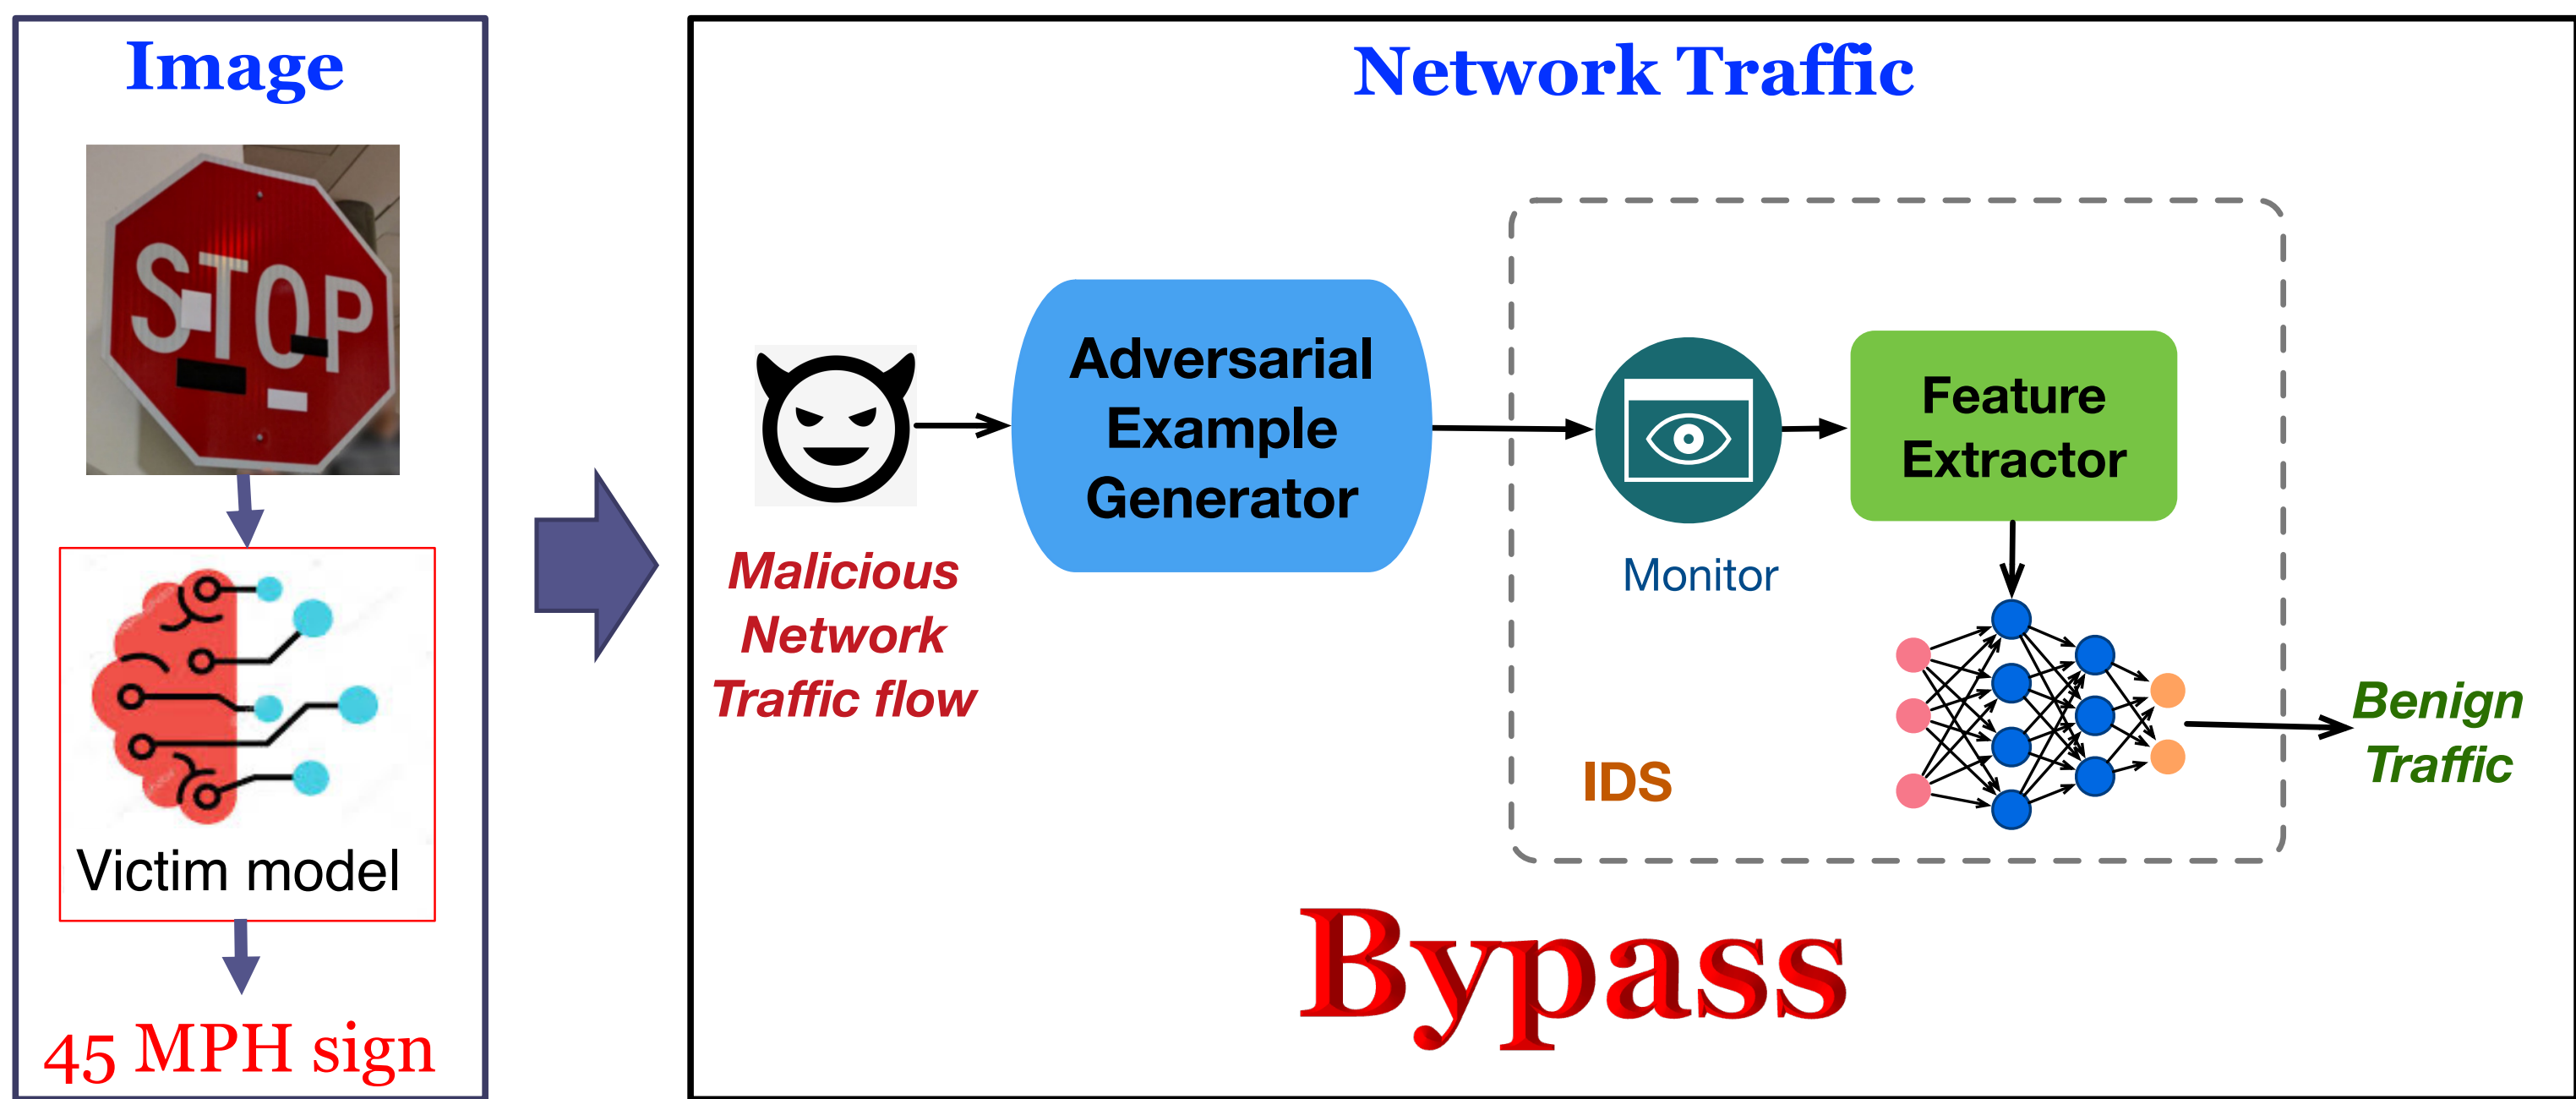 Image
STOP
Victim model
45 MPH sign
Network Traffic
Malicious
Network
Traffic flow
Adversarial
Example
Generator
Monitor
Feature
Extractor
IDS
Benign
Traffic
Bypass